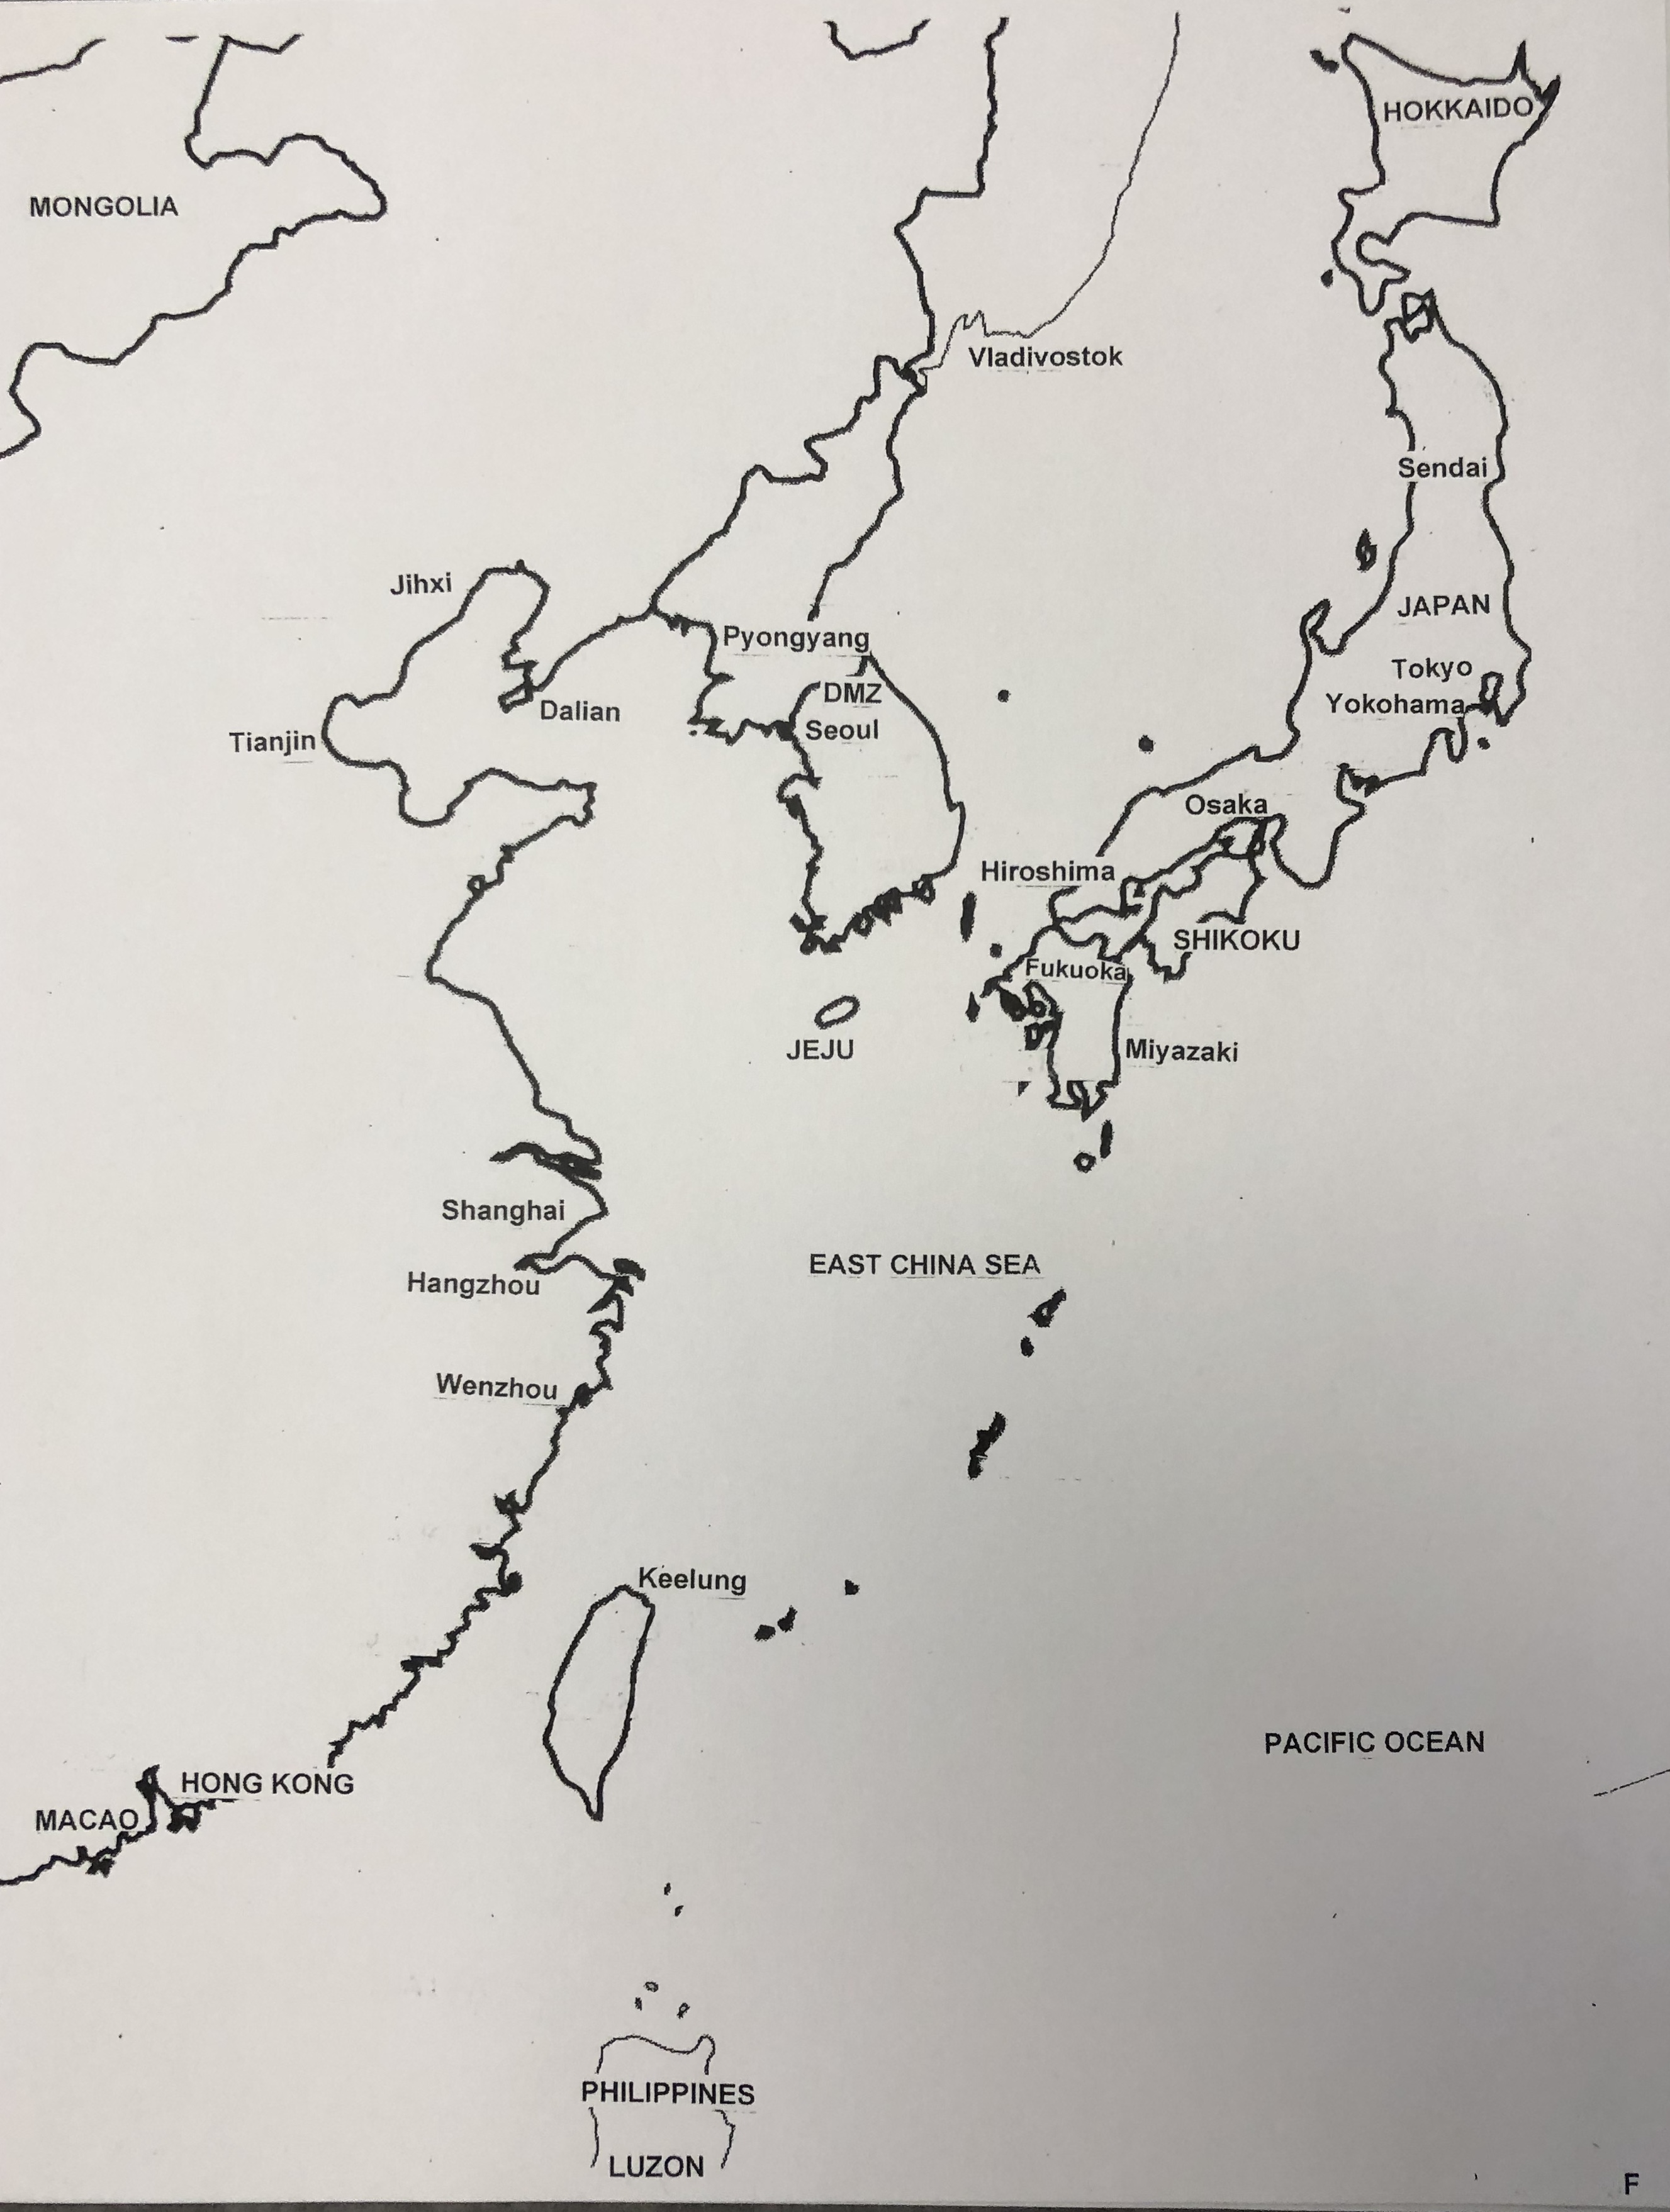 HOKKAIDO
MONGOLIA
Vladivostok
Sendai
Jihxi
JAPAN
Pyongyang
Tokyo
DMZ
Yokohama
Dalian
Seoul
Tianjin
Osaka
Hiroshima
SHIKOKU
Fukuoka
JEJU
Miyazaki
Shanghai
EAST CHINA SEA
Hangzhou
Wenzhou
Keelung
PACIFIC OCEAN
HONG KONG
MACAO
PHILIPPINES
LUZON
F